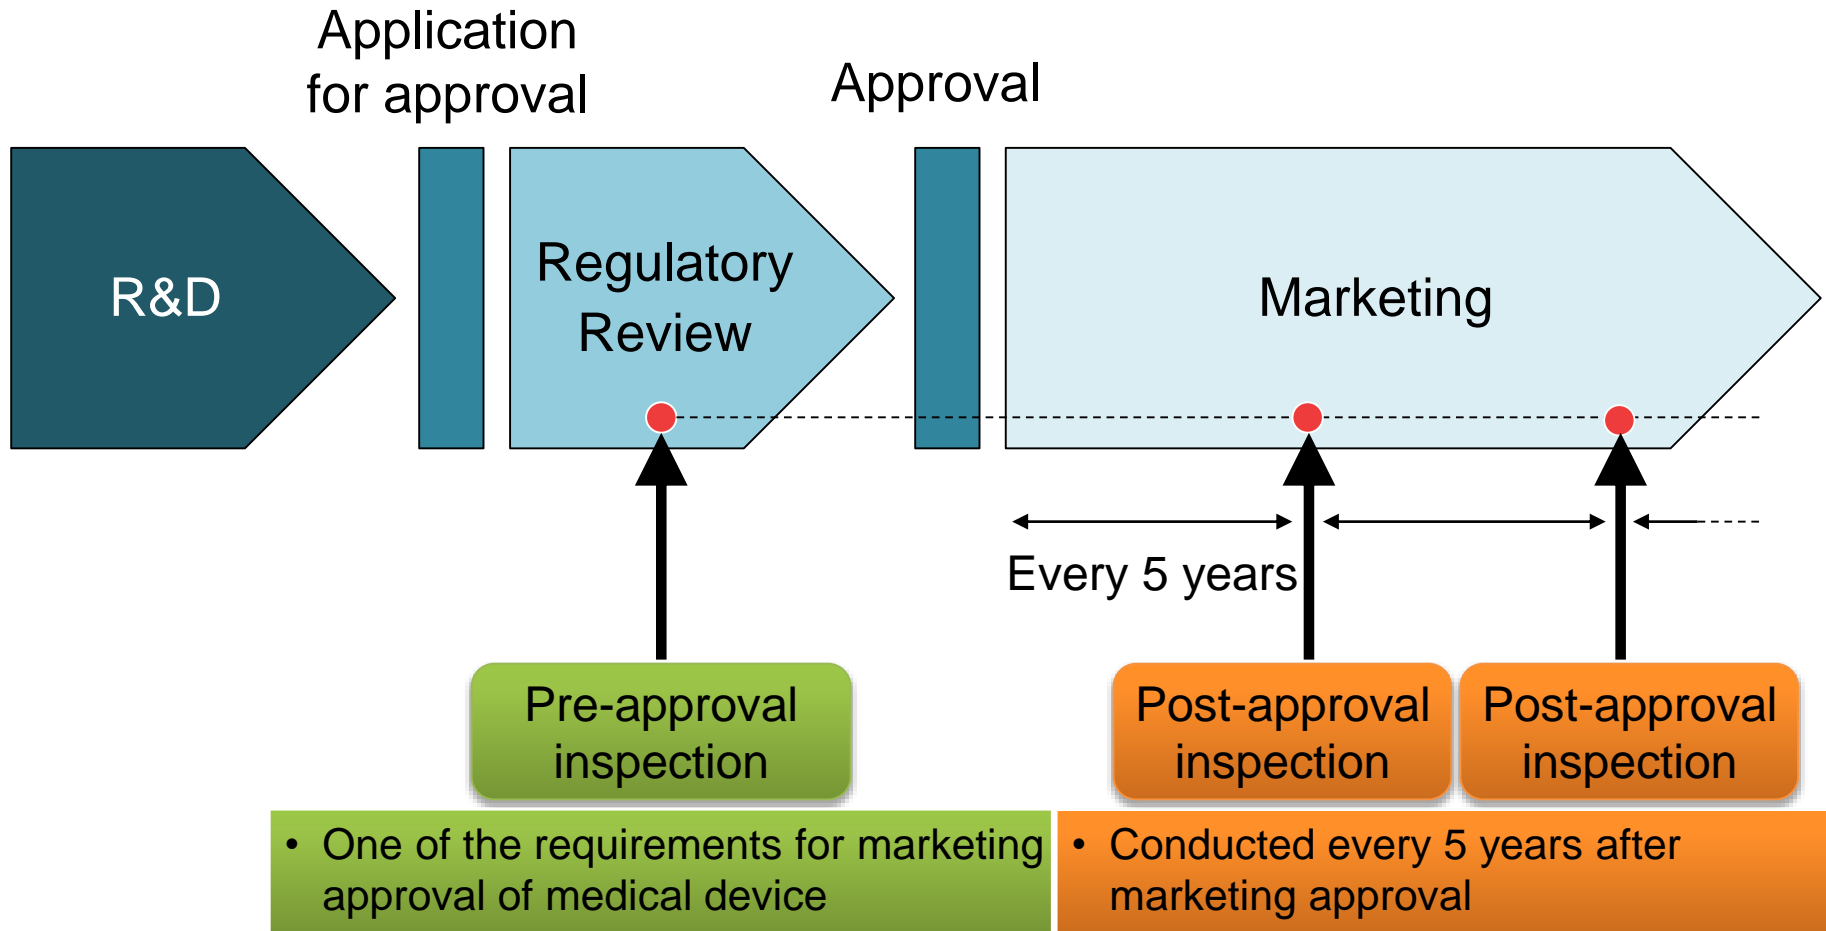 Application
for approval
Approval
R&D
Regulatory
Review
Marketing
Every 5 years
Pre-approval
inspection
Post-approval
inspection
Post-approval
inspection
• One of the requirements for marketing
approval of medical device
• Conducted every 5 years after
marketing approval